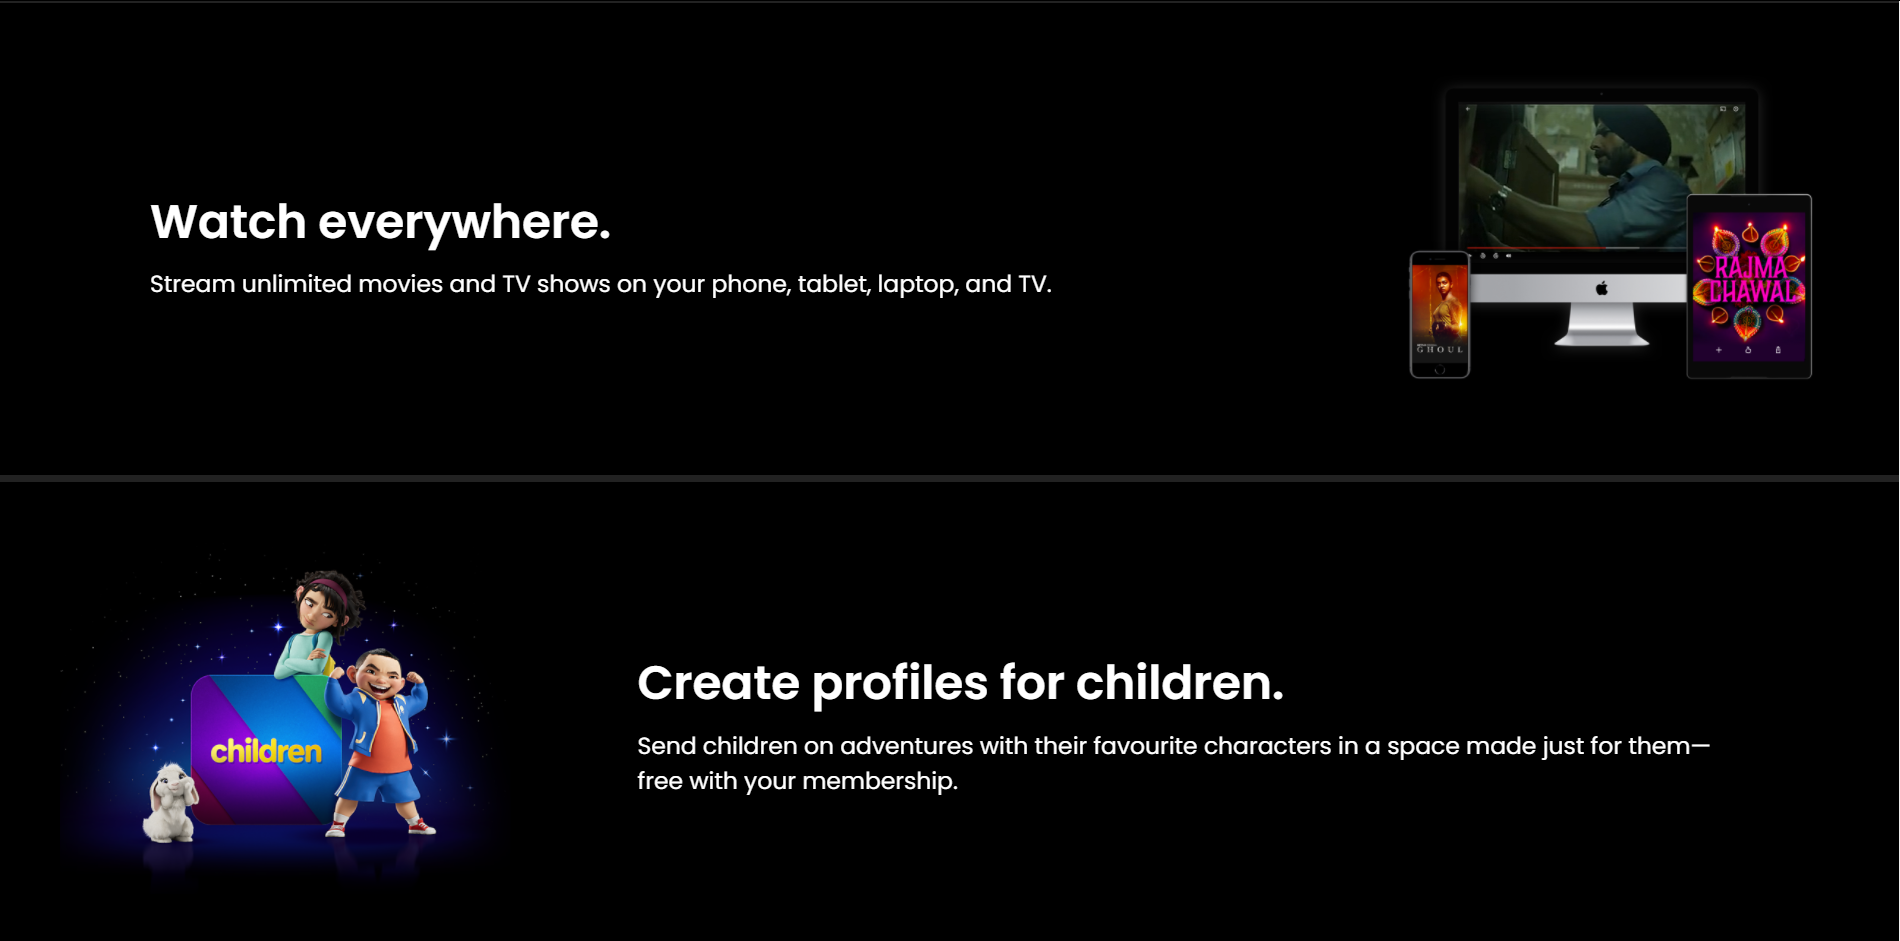 Watch everywhere.
Stream unlimited movies and TV shows on your phone, tablet, laptop, and TV.
RAJMA
CHAWAL
GHOUL
children
Create profiles for children.
Send children on adventures with their favourite characters in a space made just for them—
free with your membership.